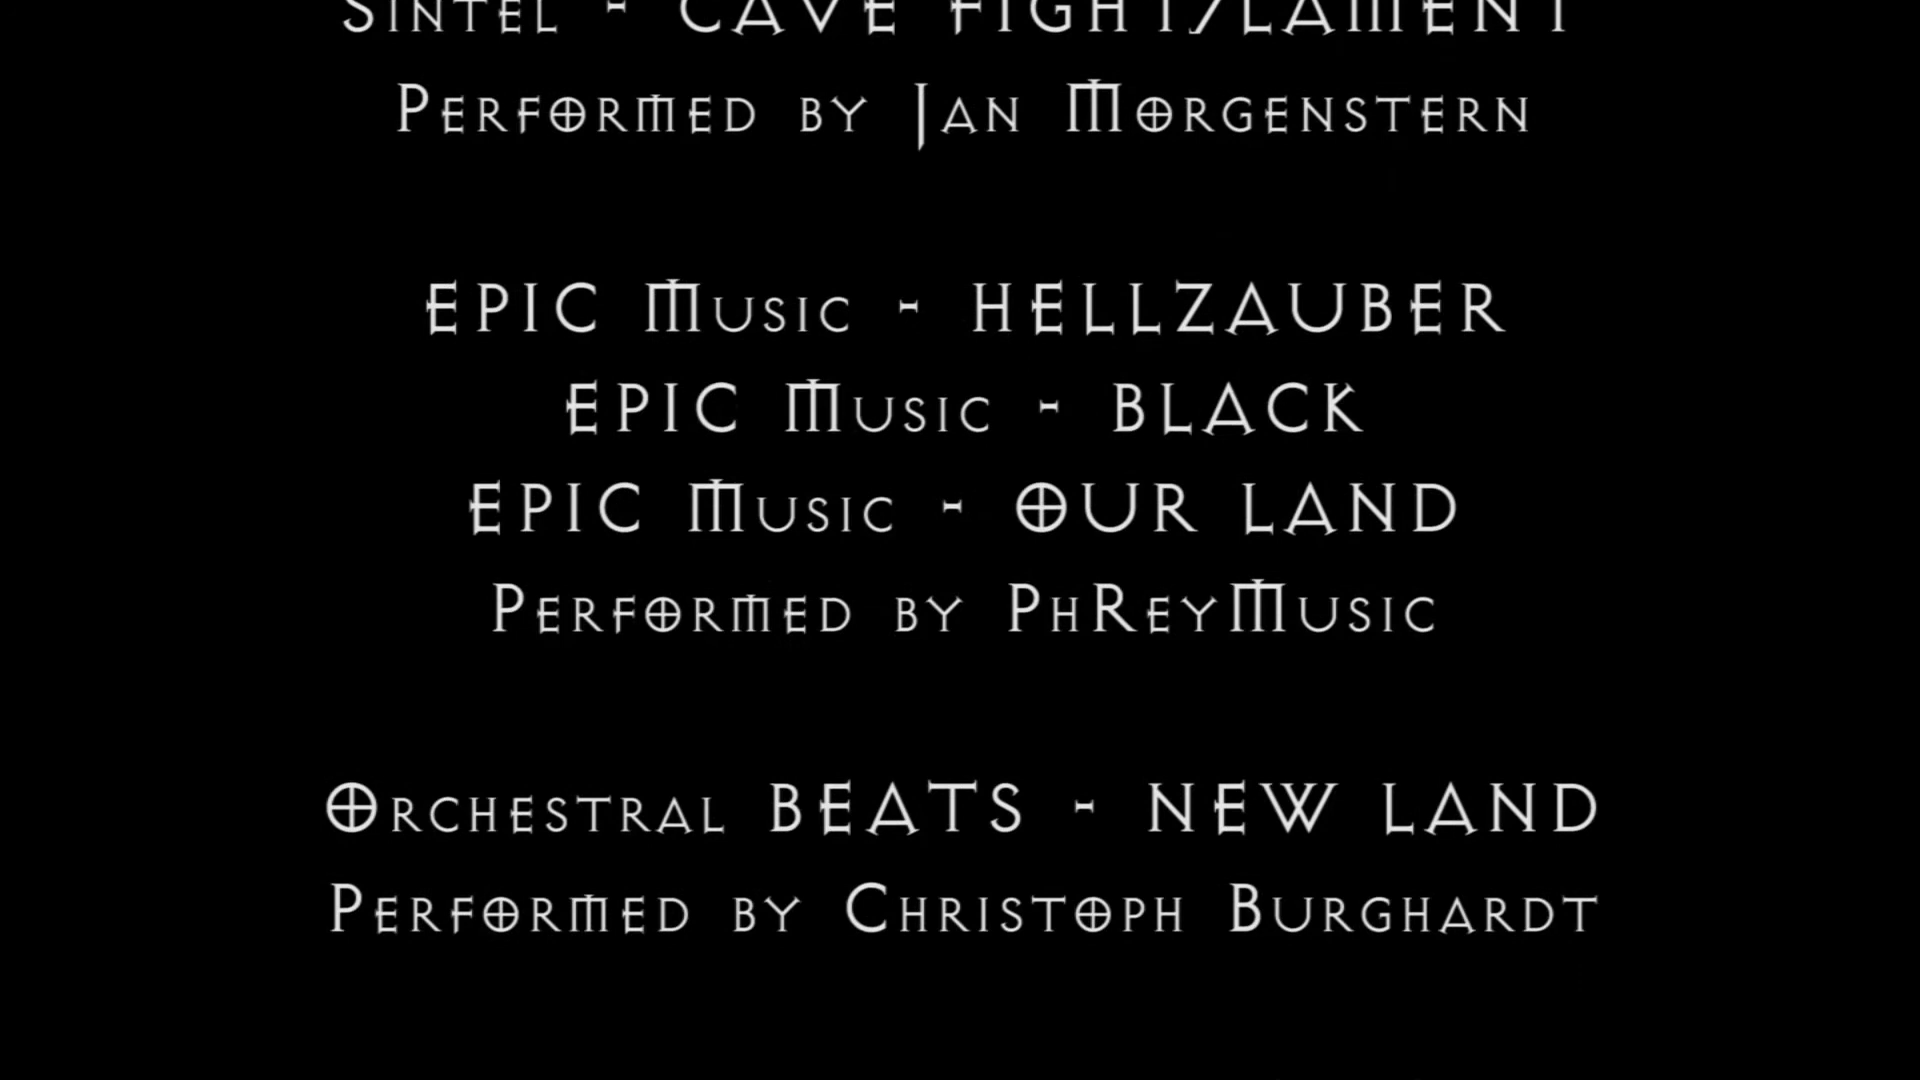 Sintel - CAVE FIGHT/LAMENT
Performed by Jan Morgenstern
EPIC Music - HELLZAUBER
EPIC Music - BLACK
EPIC Music - OUR LAND
Performed by PhReyMusic
Orchestral BEATS - NEW LAND
Performed by Christoph Burghardt